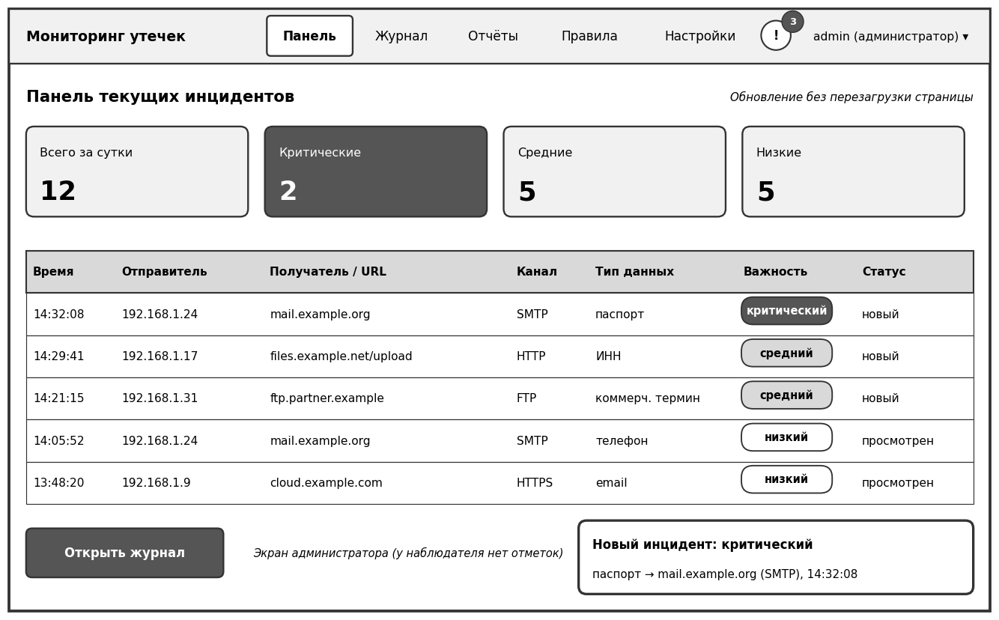 Мониторинг утечек Панель Журнал Отчёты Правила Настройки ! 3 admin (администратор) ▾
Панель текущих инцидентов Обновление без перезагрузки страницы
Всего за сутки Критические Средние Низкие
12 2 5 5
Время Отправитель Получатель / URL Канал Тип данных Важность Статус
14:32:08 192.168.1.24 mail.example.org SMTP паспорт критический новый
14:29:41 192.168.1.17 files.example.net/upload HTTP ИНН средний новый
14:21:15 192.168.1.31 ftp.partner.example FTP коммерч. термин средний новый
14:05:52 192.168.1.24 mail.example.org SMTP телефон низкий просмотрен
13:48:20 192.168.1.9 cloud.example.com HTTPS email низкий просмотрен
Открыть журнал Экран администратора (у наблюдателя нет отметок)
Новый инцидент: критический
паспорт → mail.example.org (SMTP), 14:32:08